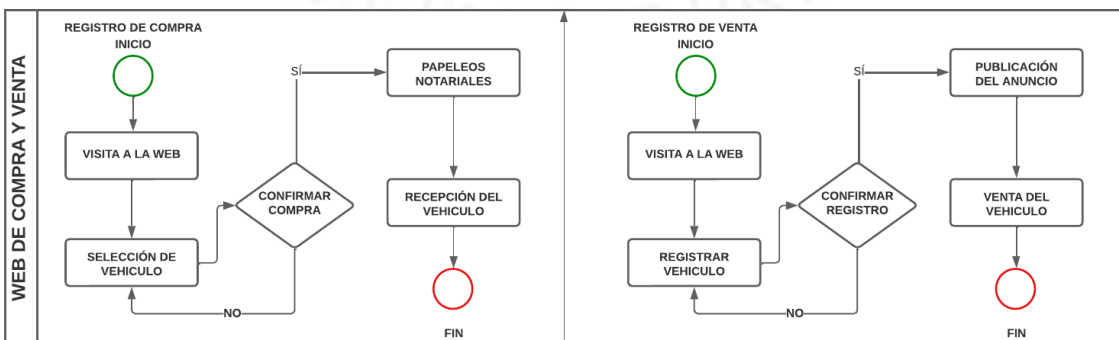 WEB DE COMPRA Y VENTA
REGISTRO DE COMPRA
INICIO
VISITA A LA WEB
SELECCIÓN DE
VEHICULO
CONFIRMAR
COMPRA
SÍ
NO
PAPELEOS
NOTARIALES
RECEPCIÓN DEL
VEHICULO
FIN
REGISTRO DE VENTA
INICIO
VISITA A LA WEB
REGISTRAR
VEHICULO
CONFIRMAR
REGISTRO
SÍ
NO
PUBLICACIÓN
DEL ANUNCIO
VENTA DEL
VEHICULO
FIN